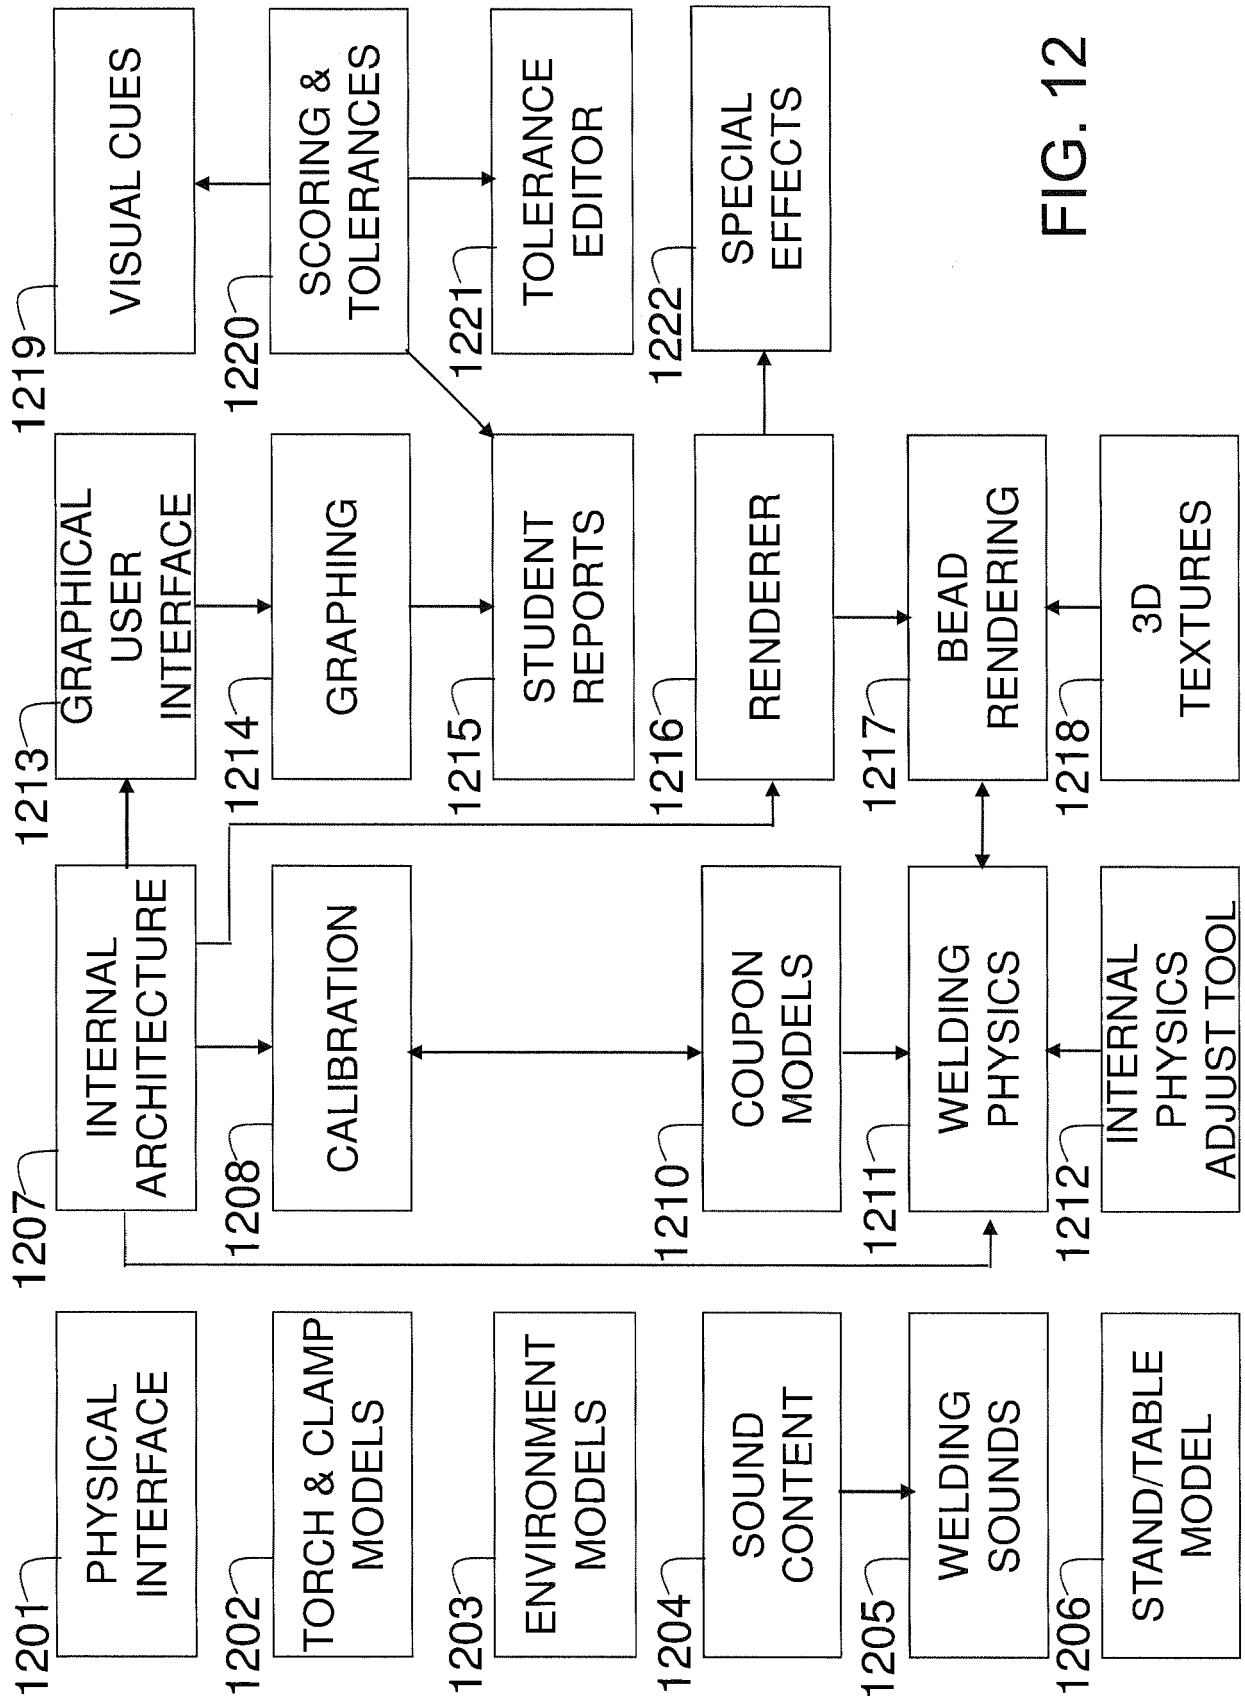 1201
PHYSICAL
INTERFACE
1202
TORCH & CLAMP
MODELS
1203
ENVIRONMENT
MODELS
1204
SOUND
CONTENT
1205
WELDING
SOUNDS
1206
STAND/TABLE
MODEL
1207
INTERNAL
ARCHITECTURE
1208
CALIBRATION
1210
COUPON
MODELS
1211
WELDING
PHYSICS
1212
INTERNAL
PHYSICS
ADJUST TOOL
1213
GRAPHICAL
USER
INTERFACE
1214
GRAPHING
1215
STUDENT
REPORTS
1216
RENDERER
1217
BEAD
RENDERING
1218
3D
TEXTURES
1219
VISUAL CUES
1220
SCORING &
TOLERANCES
1221
TOLERANCE
EDITOR
1222
SPECIAL
EFFECTS
FIG. 12